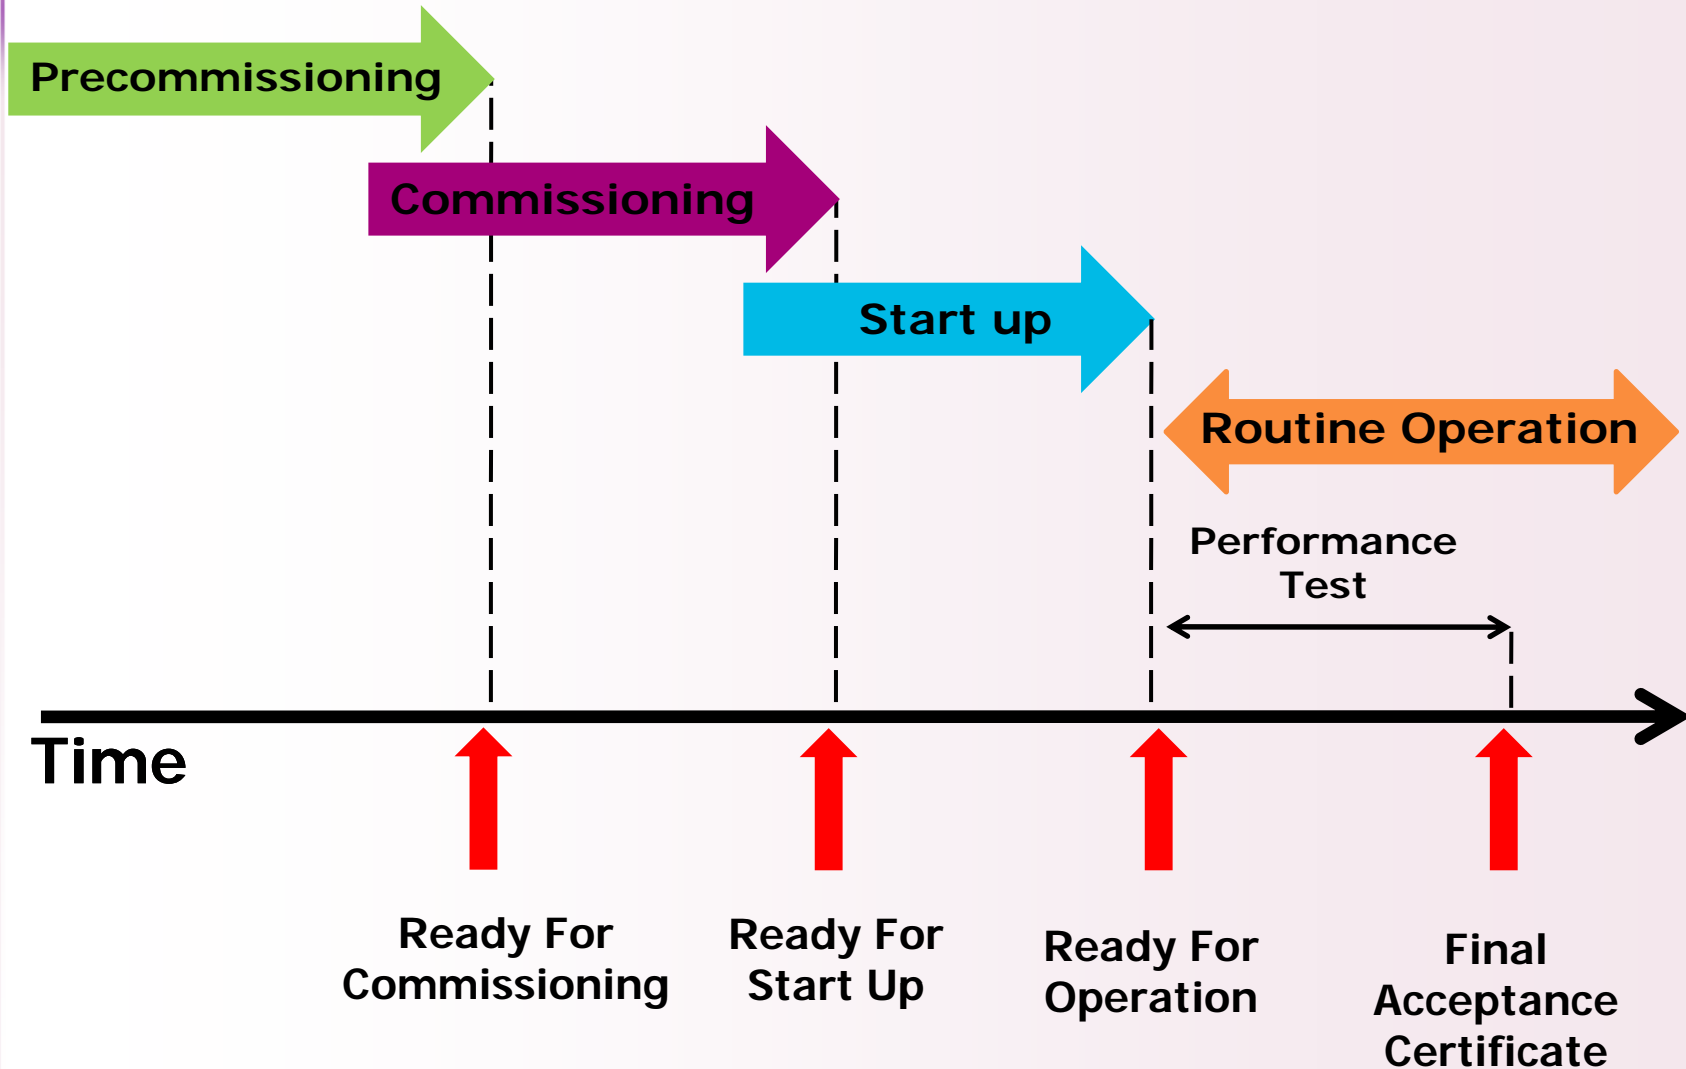 Precommissioning
Commissioning
Start up
Routine Operation
Performance
Test
Time
Ready For
Commissioning
Ready For
Start Up
Ready For
Operation
Final
Acceptance
Certificate